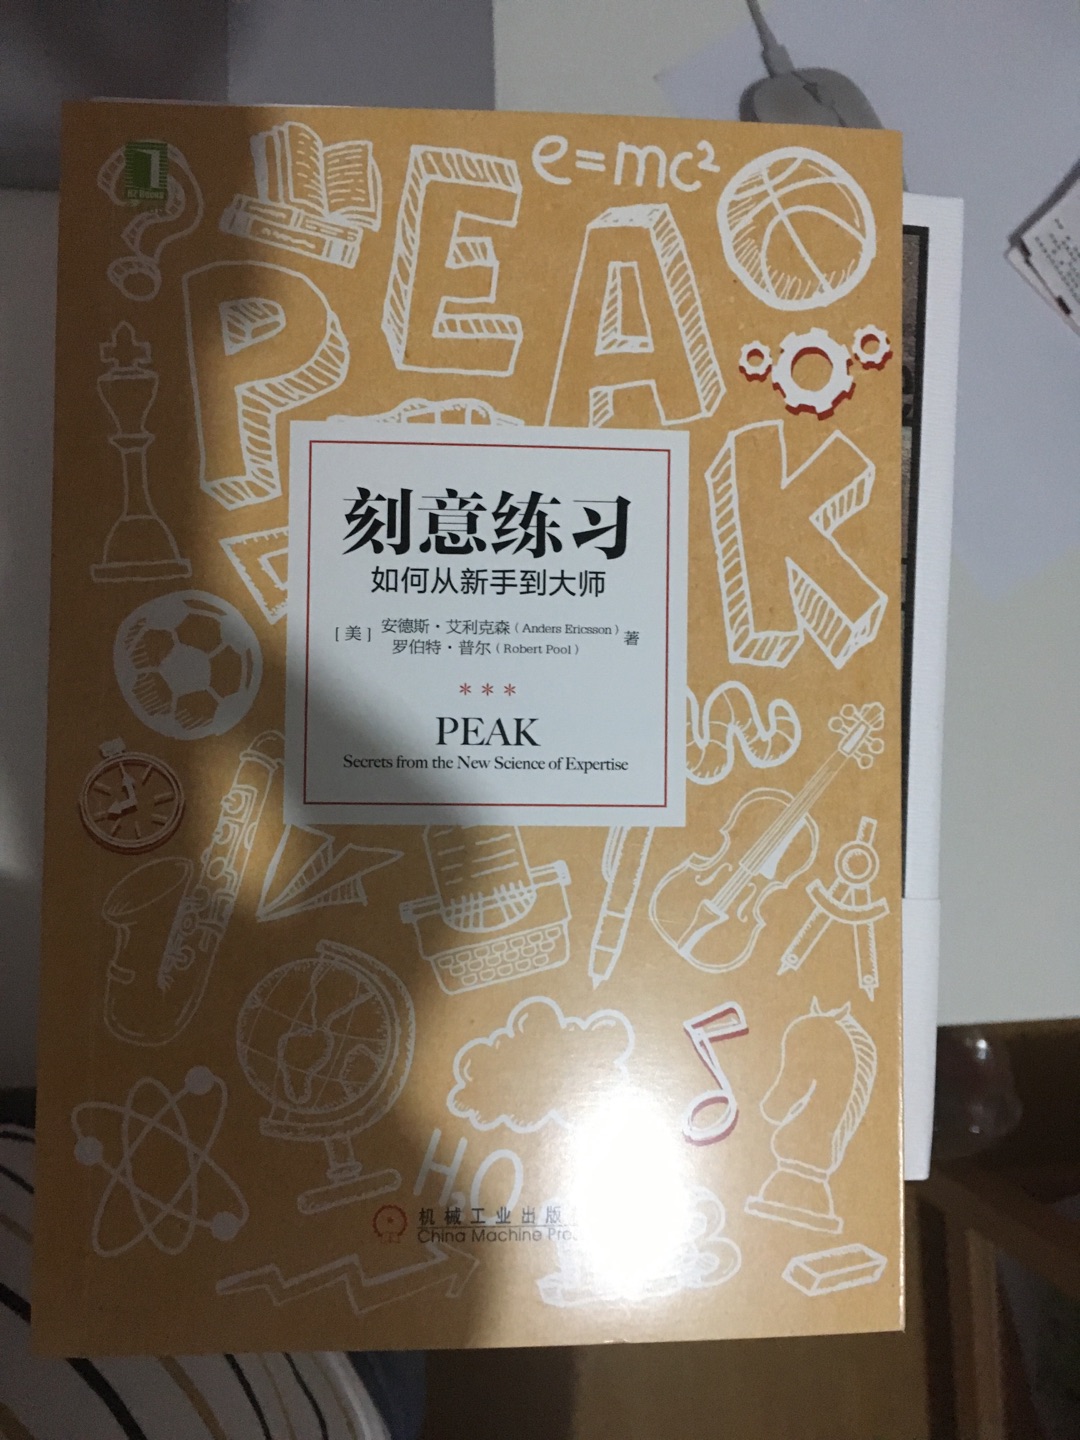 e=mc²
PEAK
刻意练习
如何从新手到大师
[美] 安德斯·艾利克森(Anders Ericsson)
罗伯特·普尔(Robert Pool) 著
***
PEAK
Secrets from the New Science of Expertise
H₂O
机械工业出版
China Machine